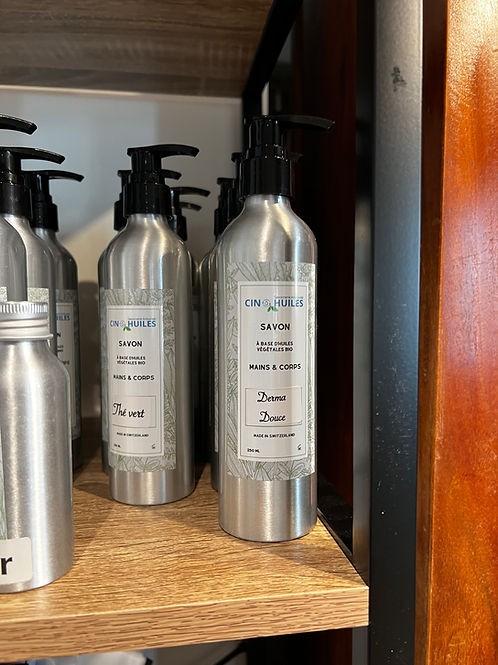 CINQ HUILES
SAVON
À BASE D'HUILES
VÉGÉTALES BIO
MAINS & CORPS
Thé vert
MADE IN SWITZERLAND
CINQ HUILES
SAVON
À BASE D'HUILES
VÉGÉTALES BIO
MAINS & CORPS
Derma
Douce
MADE IN SWITZERLAND
250 ML
r